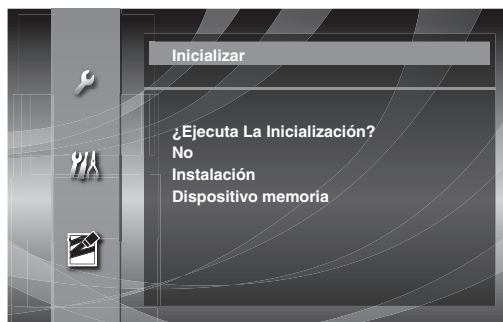 Inicializar
¿Ejecuta La Inicialización?
No
Instalación
Dispositivo memoria